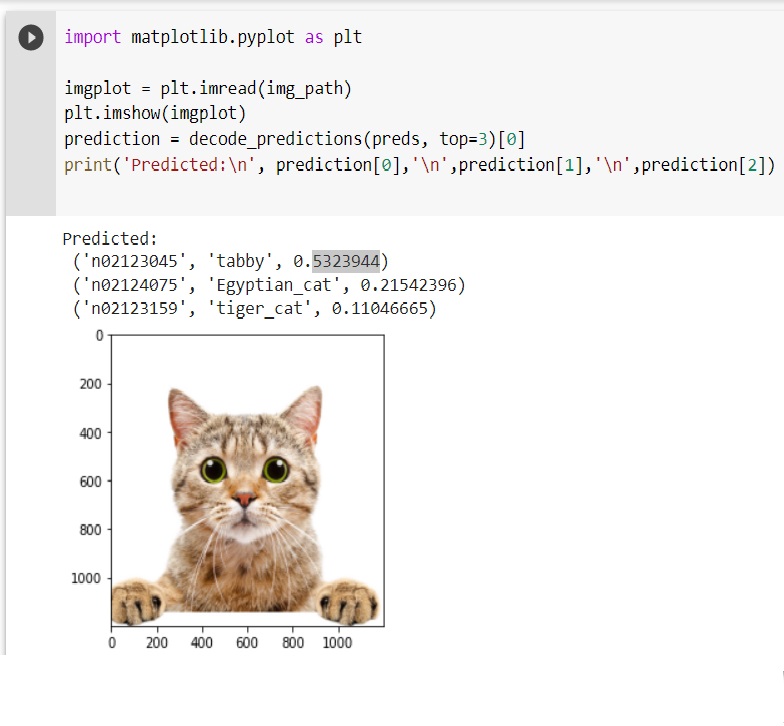 import matplotlib.pyplot as plt
imgplot = plt.imread(img_path)
plt.imshow(imgplot)
prediction = decode_predictions(preds, top=3)[0]
print('Predicted:\n', prediction[0],'\n',prediction[1],'\n',prediction[2])
Predicted:
('n02123045', 'tabby', 0.5323944)
('n02124075', 'Egyptian_cat', 0.21542396)
('n02123159', 'tiger_cat', 0.11046665)
0
200
400
600
800
1000
0 200 400 600 800 1000